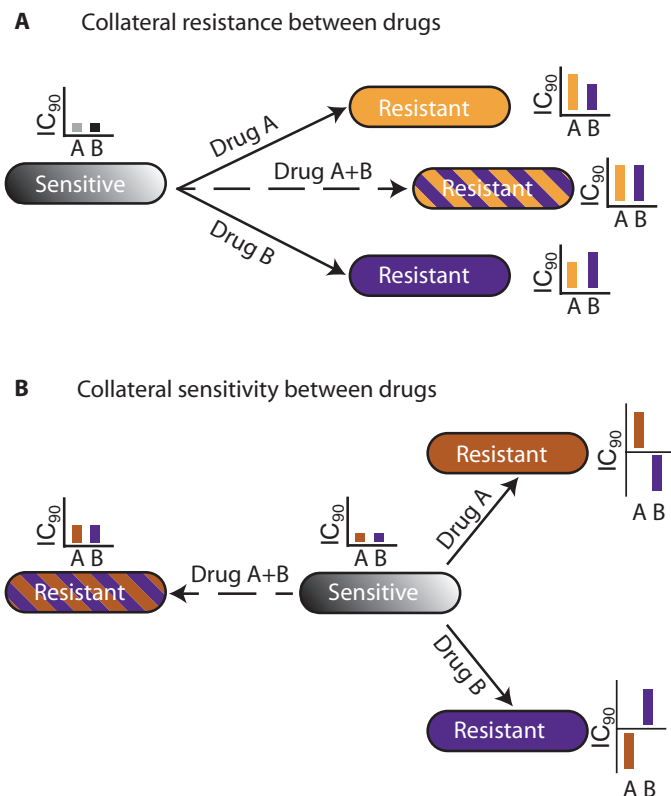 A Collateral resistance between drugs
IC90
A B
Sensitive
Drug A
Resistant
IC90
A B
Drug A+B
Resistant
IC90
A B
Drug B
Resistant
IC90
A B
B Collateral sensitivity between drugs
Resistant
IC90
A B
Drug A
IC90
A B
Resistant
Drug A+B
IC90
A B
Sensitive
Drug B
Resistant
IC90
A B